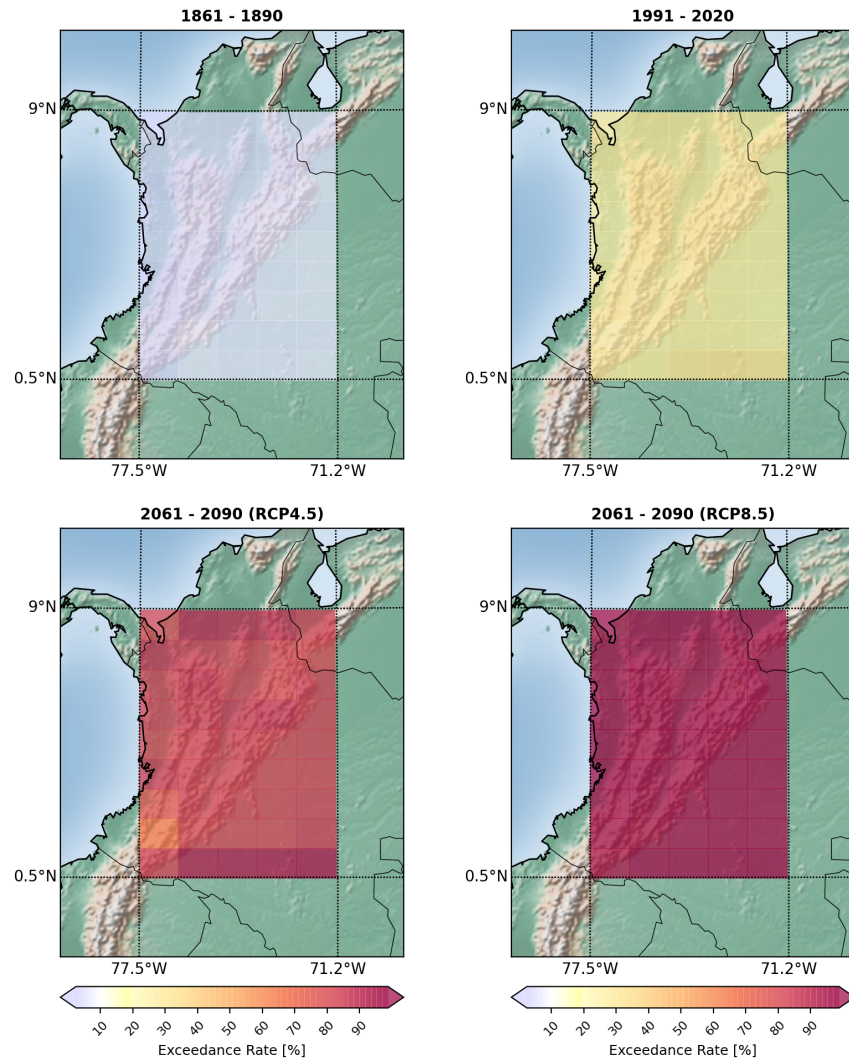 1861 - 1890
1991 - 2020
9°N
9°N
0.5°N
0.5°N
77.5°W 71.2°W
77.5°W 71.2°W
2061 - 2090 (RCP4.5)
2061 - 2090 (RCP8.5)
9°N
9°N
0.5°N
0.5°N
77.5°W 71.2°W
77.5°W 71.2°W
10 20 30 40 50 60 70 80 90
10 20 30 40 50 60 70 80 90
Exceedance Rate [%]
Exceedance Rate [%]